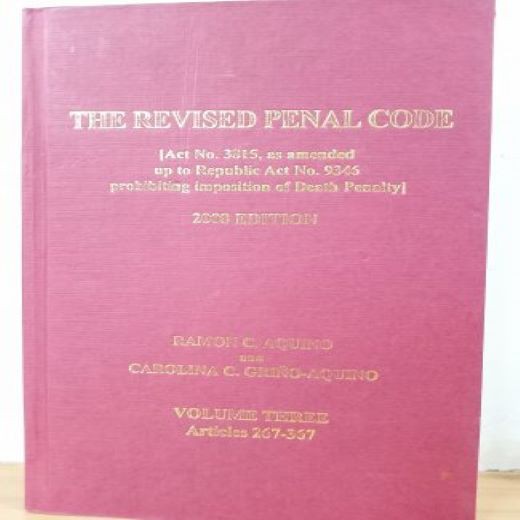 THE REVISED PENAL CODE
[Act No. 3815, as amended
up to Republic Act No. 9346
prohibiting imposition of Death Penalty]
2008 EDITION
RAMON C. AQUINO
and
CAROLINA C. GRIÑO-AQUINO
VOLUME THREE
Articles 267-367